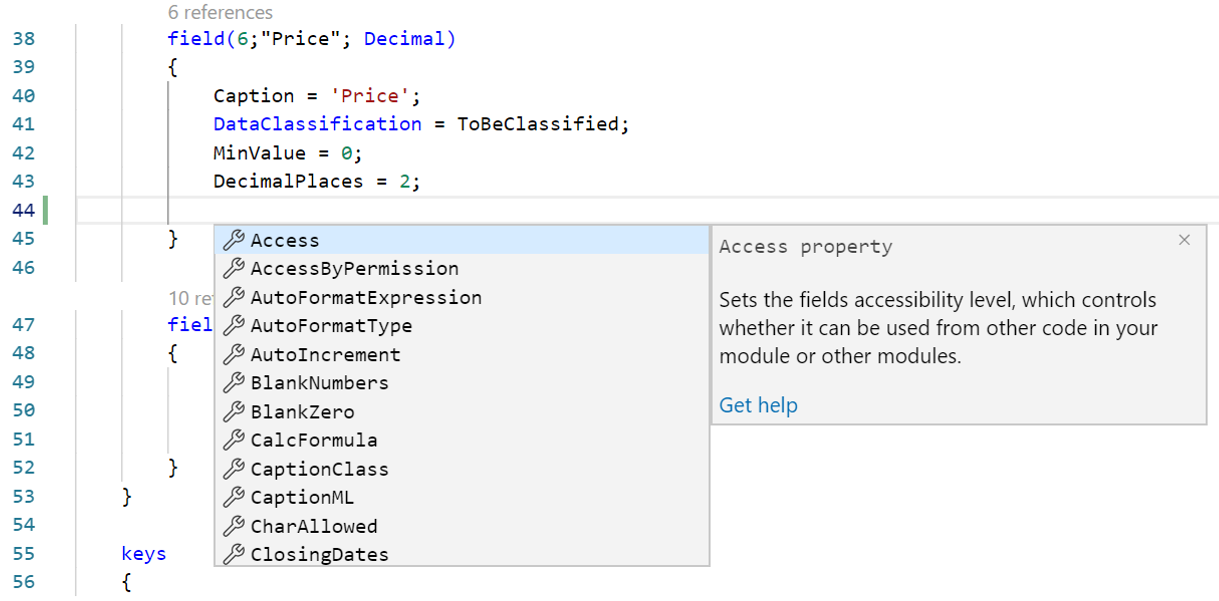 6 references
38 field(6;"Price"; Decimal)
39 {
40 Caption = 'Price';
41 DataClassification = ToBeClassified;
42 MinValue = 0;
43 DecimalPlaces = 2;
44
45 }
46
10 re
47 fiel
48 {
49
50
51
52 }
53 }
54
55 keys
56 {
Access
AccessByPermission
AutoFormatExpression
AutoFormatType
AutoIncrement
BlankNumbers
BlankZero
CalcFormula
CaptionClass
CaptionML
CharAllowed
ClosingDates
Access property
Sets the fields accessibility level, which controls
whether it can be used from other code in your
module or other modules.
Get help